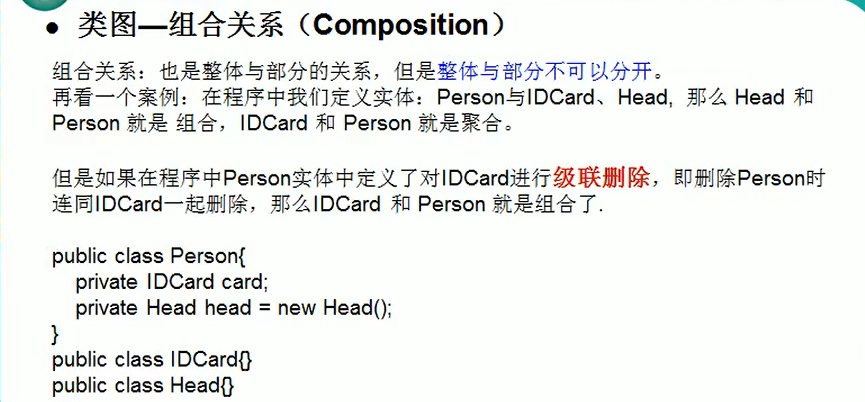 ● 类图—组合关系（Composition）
组合关系：也是整体与部分的关系，但是整体与部分不可以分开。
再看一个案例：在程序中我们定义实体：Person与IDCard、Head, 那么 Head 和
Person 就是 组合，IDCard 和 Person 就是聚合。
但是如果在程序中Person实体中定义了对IDCard进行级联删除，即删除Person时
连同IDCard一起删除，那么IDCard 和 Person 就是组合了.
public class Person{
private IDCard card;
private Head head = new Head();
}
public class IDCard{}
public class Head{}